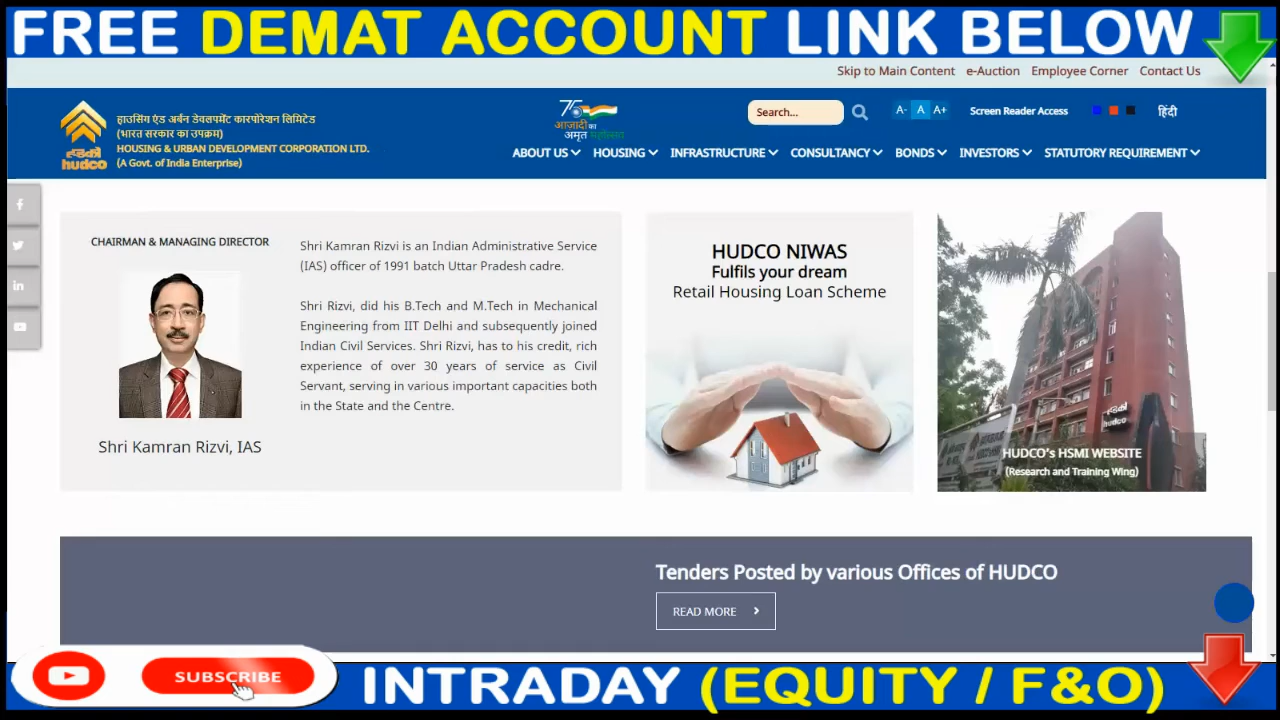 FREE DEMAT ACCOUNT LINK BELOW
Skip to Main Content e-Auction Employee Corner Contact Us
हाउसिंग एंड अर्बन डेवलपमेंट कारपोरेशन लिमिटेड
(भारत सरकार का उपक्रम)
HOUSING & URBAN DEVELOPMENT CORPORATION LTD.
(A Govt. of India Enterprise)
हडको
hudco
75
आज़ादी का
अमृत महोत्सव
Search...
A- A A+
Screen Reader Access
हिंदी
ABOUT US HOUSING INFRASTRUCTURE CONSULTANCY BONDS INVESTORS STATUTORY REQUIREMENT
CHAIRMAN & MANAGING DIRECTOR
Shri Kamran Rizvi, IAS
Shri Kamran Rizvi is an Indian Administrative Service
(IAS) officer of 1991 batch Uttar Pradesh cadre.
Shri Rizvi, did his B.Tech and M.Tech in Mechanical
Engineering from IIT Delhi and subsequently joined
Indian Civil Services. Shri Rizvi, has to his credit, rich
experience of over 30 years of service as Civil
Servant, serving in various important capacities both
in the State and the Centre.
HUDCO NIWAS
Fulfils your dream
Retail Housing Loan Scheme
हडको
hudco
HUDCO's HSMI WEBSITE
(Research and Training Wing)
Tenders Posted by various Offices of HUDCO
READ MORE
SUBSCRIBE
INTRADAY (EQUITY / F&O)